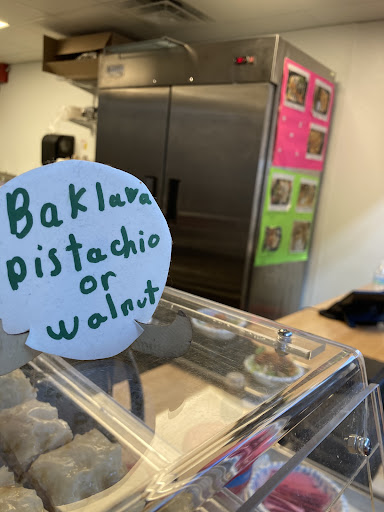 Baklava
pistachio
or
walnut